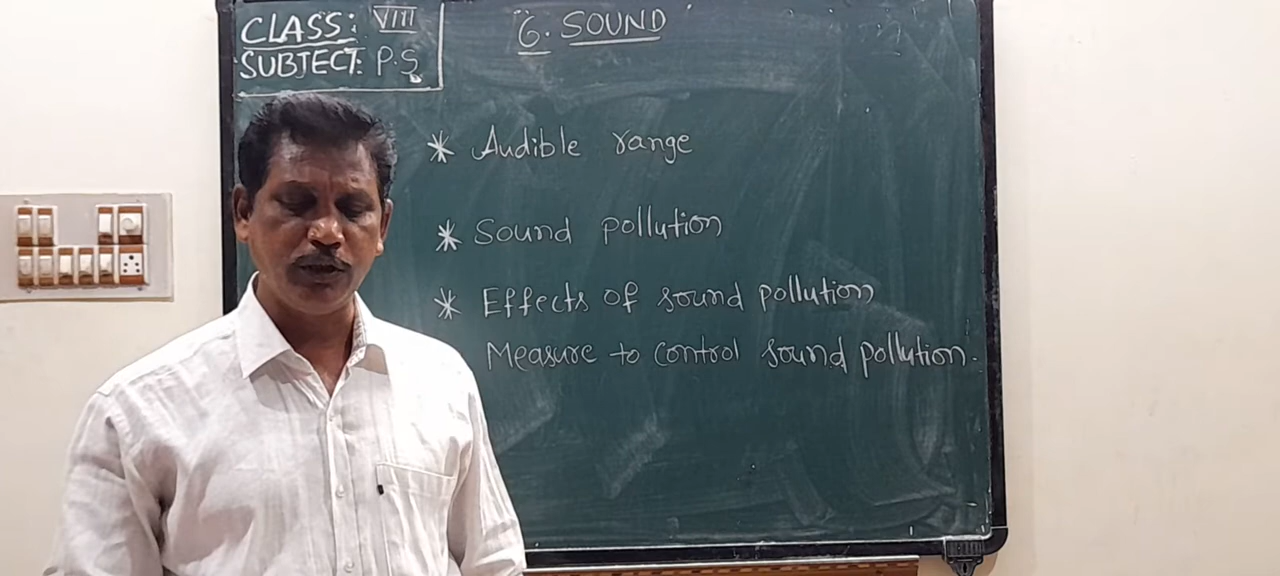 CLASS: VIII
SUBJECT: P.S
6. SOUND
* Audible range
* Sound pollution
* Effects of sound pollution
Measure to control sound pollution.